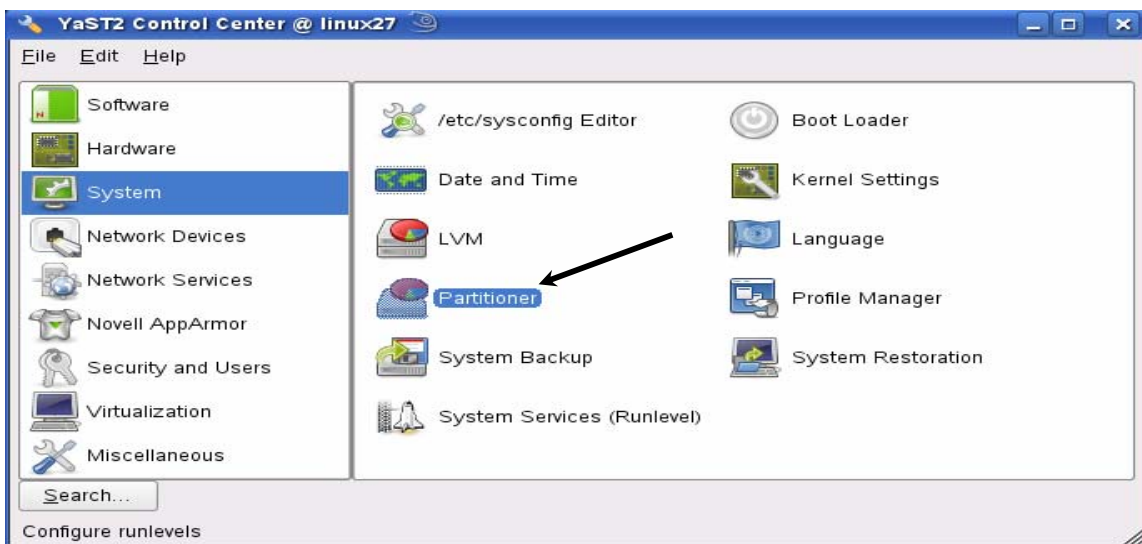 YaST2 Control Center @ linux27
File Edit Help
Software
Hardware
System
Network Devices
Network Services
Novell AppArmor
Security and Users
Virtualization
Miscellaneous
/etc/sysconfig Editor
Boot Loader
Date and Time
Kernel Settings
LVM
Language
Partitioner
Profile Manager
System Backup
System Restoration
System Services (Runlevel)
Search...
Configure runlevels